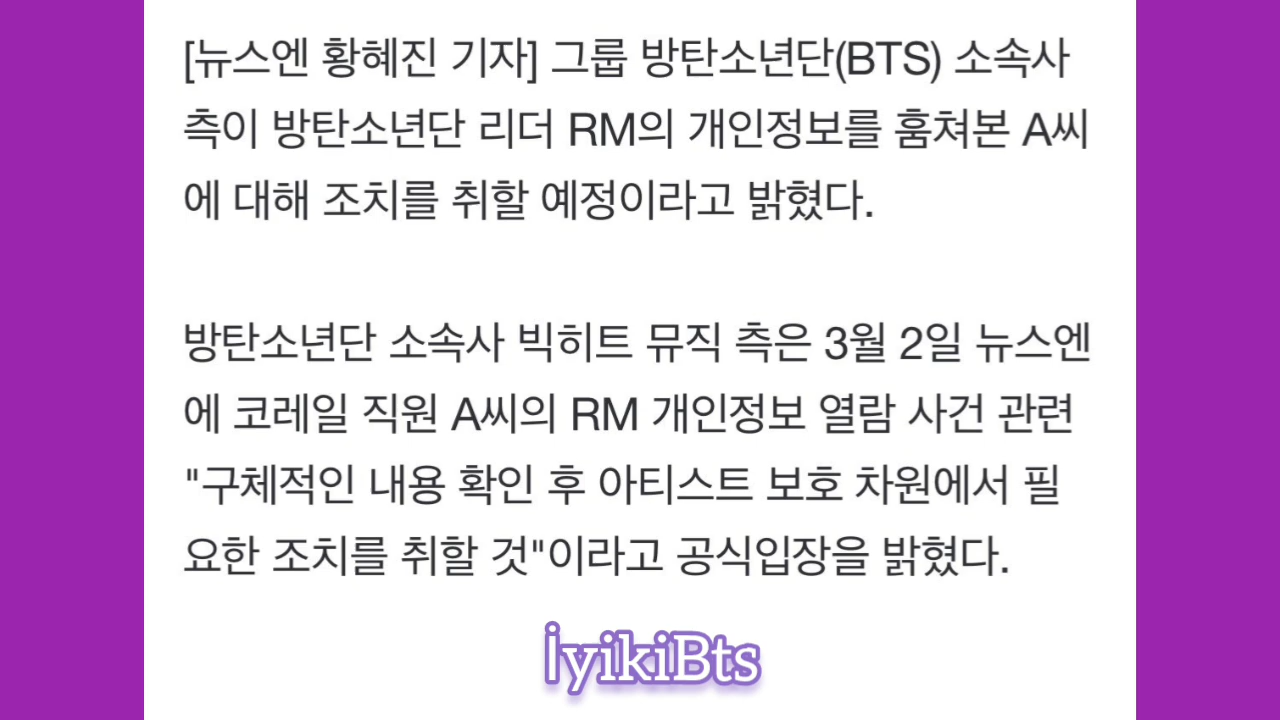 [뉴스엔 황혜진 기자] 그룹 방탄소년단(BTS) 소속사
측이 방탄소년단 리더 RM의 개인정보를 훔쳐본 A씨
에 대해 조치를 취할 예정이라고 밝혔다.
방탄소년단 소속사 빅히트 뮤직 측은 3월 2일 뉴스엔
에 코레일 직원 A씨의 RM 개인정보 열람 사건 관련
"구체적인 내용 확인 후 아티스트 보호 차원에서 필
요한 조치를 취할 것"이라고 공식입장을 밝혔다.
İyikiBts